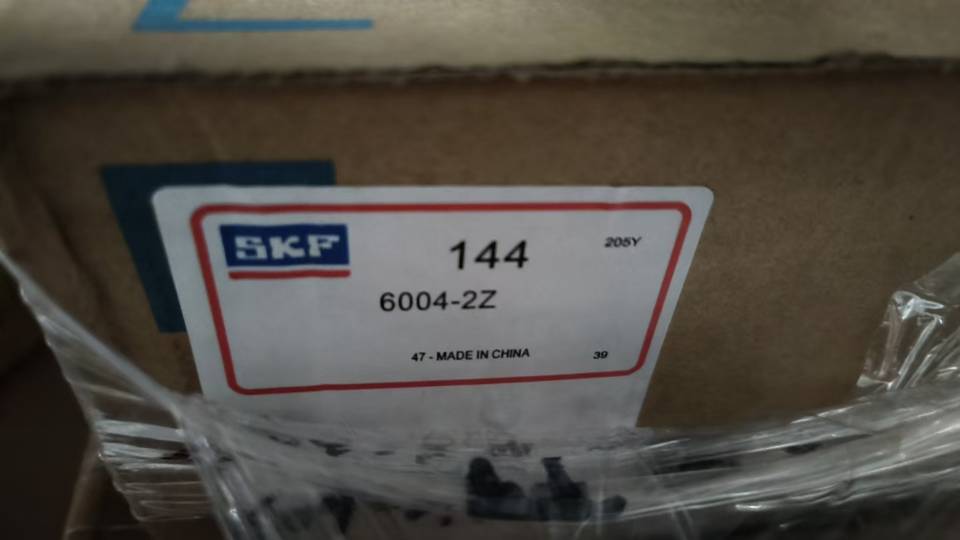 SKF
144
205Y
6004-2Z
47 - MADE IN CHINA
39